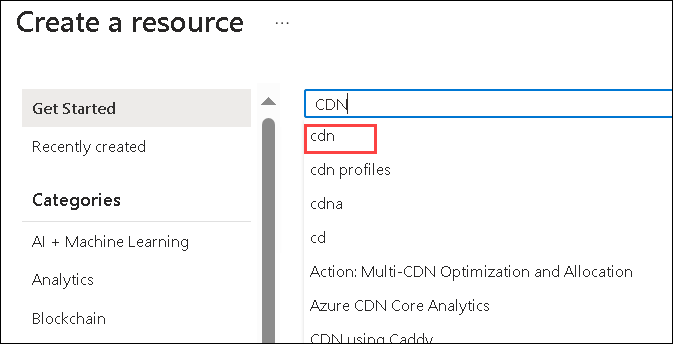 Create a resource ...
Get Started
Recently created
Categories
AI + Machine Learning
Analytics
Blockchain
CDN
cdn
cdn profiles
cdna
cd
Action: Multi-CDN Optimization and Allocation
Azure CDN Core Analytics
CDN using Caddy